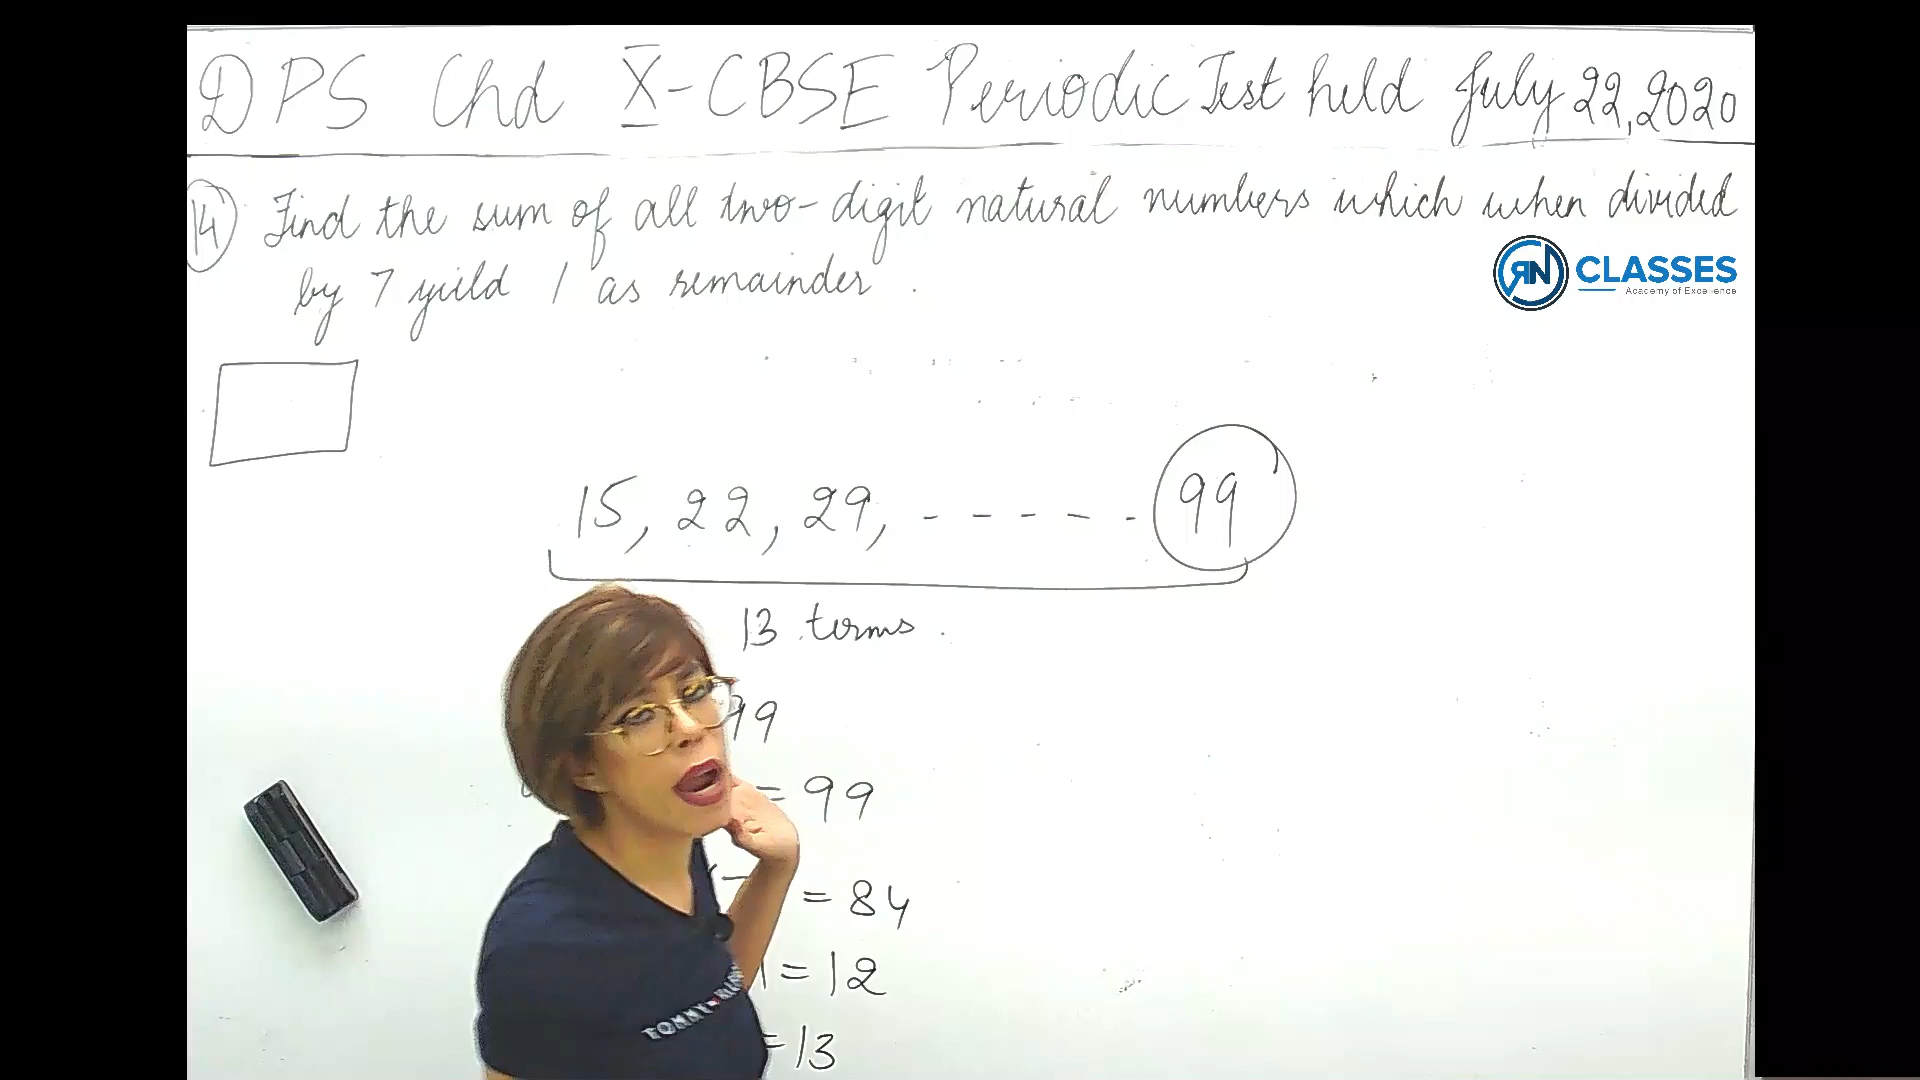 DPS Chd X-CBSE Periodic Test held July 22, 2020
14 Find the sum of all two-digit natural numbers which when divided
by 7 yield 1 as remainder.
RN CLASSES
Academy of Excellence
15, 22, 29, - - - - - 99
13 terms.
99
= 99
= 84
= 12
= 13
TOMMY